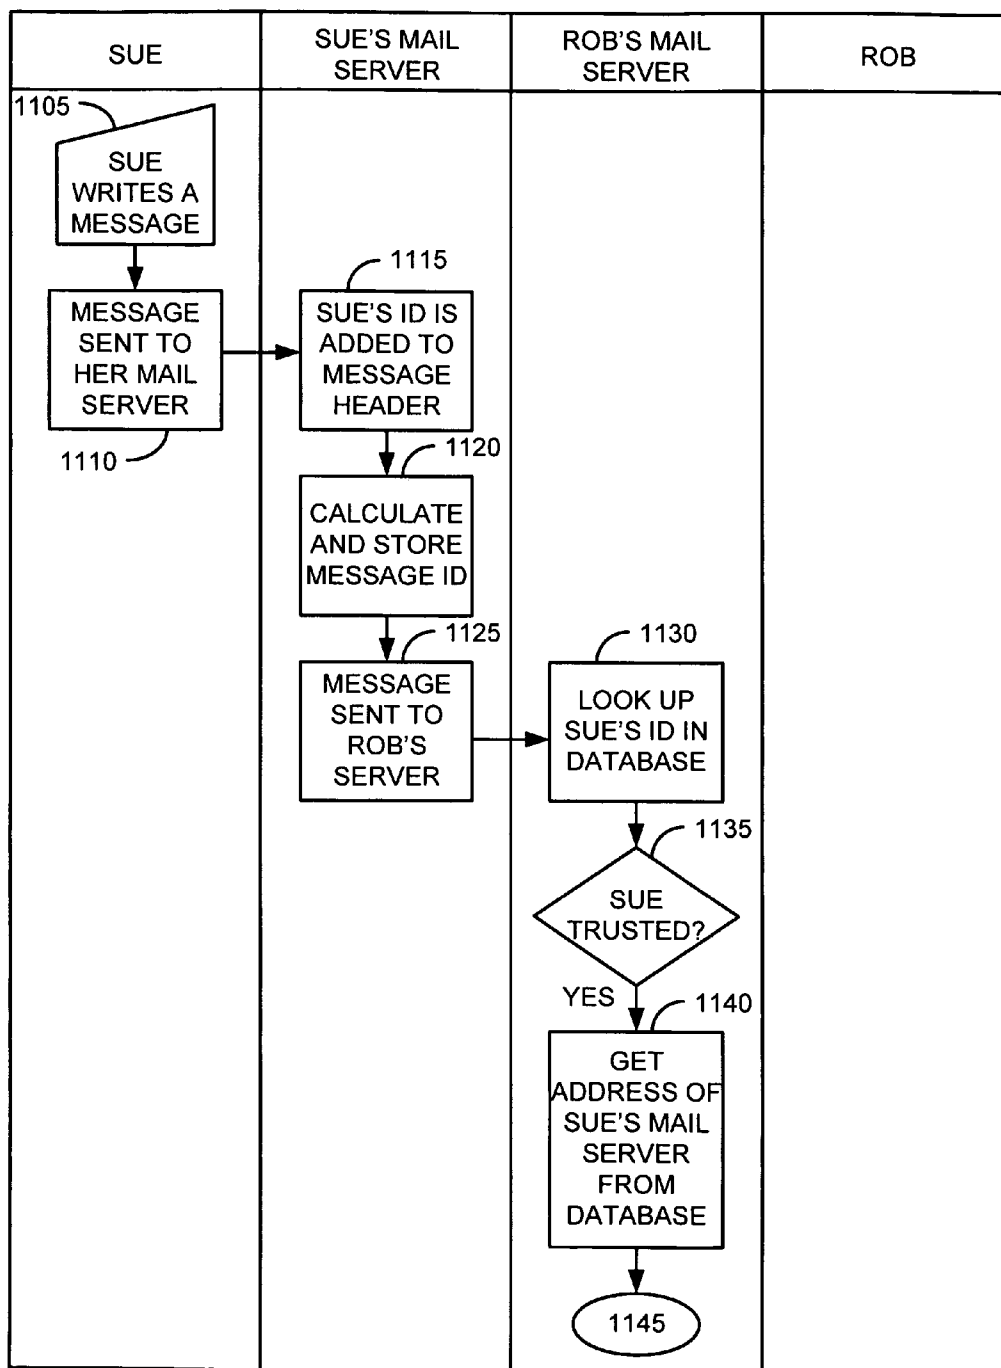 SUE
SUE'S MAIL
SERVER
ROB'S MAIL
SERVER
ROB
1105
SUE
WRITES A
MESSAGE
MESSAGE
SENT TO
HER MAIL
SERVER
1110
1115
SUE'S ID IS
ADDED TO
MESSAGE
HEADER
1120
CALCULATE
AND STORE
MESSAGE ID
1125
MESSAGE
SENT TO
ROB'S
SERVER
1130
LOOK UP
SUE'S ID IN
DATABASE
1135
SUE
TRUSTED?
YES
1140
GET
ADDRESS OF
SUE'S MAIL
SERVER
FROM
DATABASE
1145